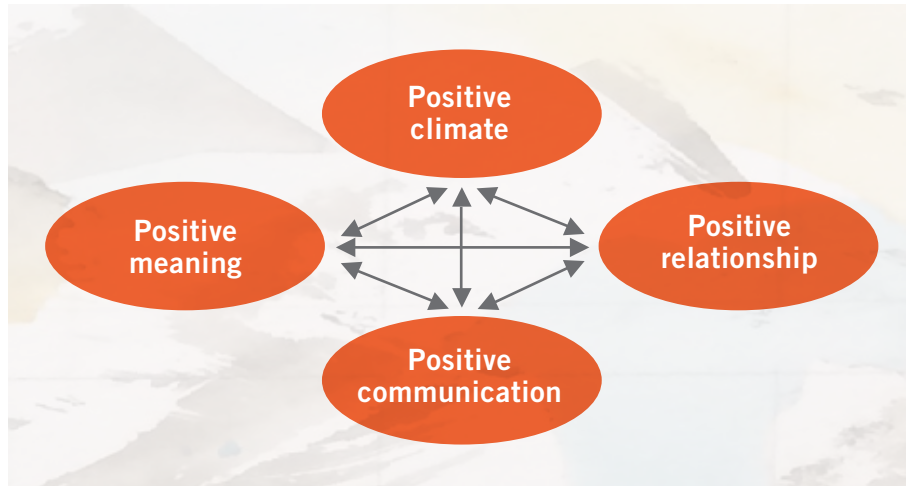 Positive
climate
Positive
meaning
Positive
relationship
Positive
communication